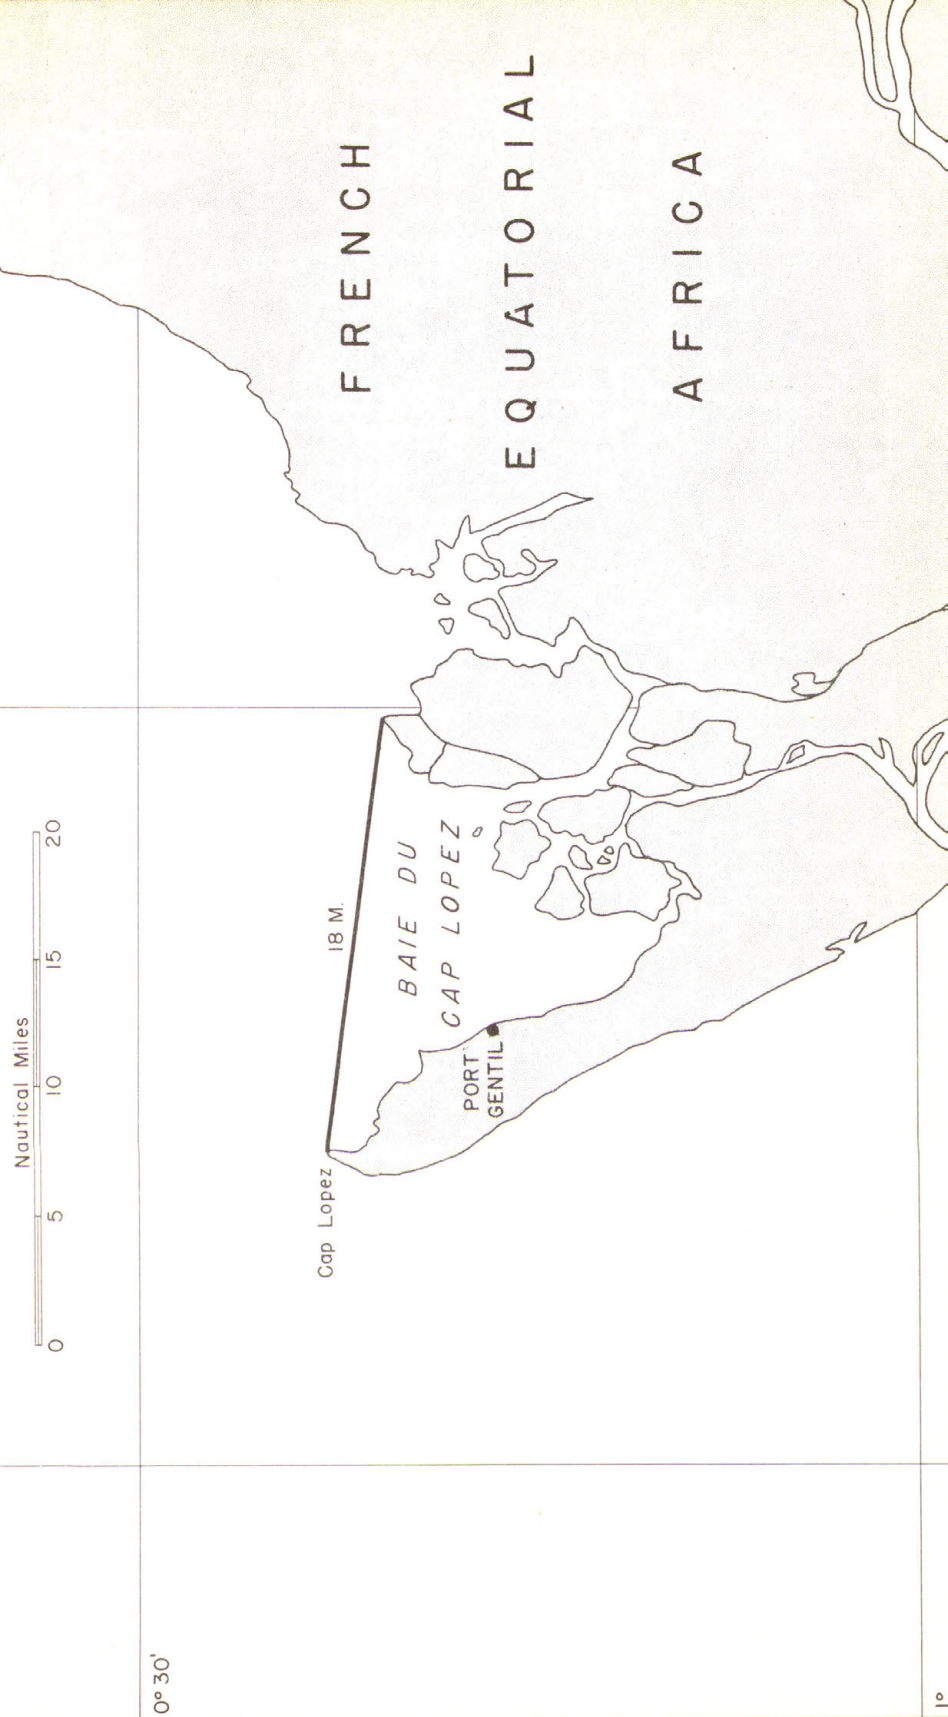 Nautical Miles
0 5 10 15 20
0° 30'
FRENCH
EQUATORIAL
AFRICA
Cap Lopez
18 M.
BAIE DU
CAP LOPEZ
PORT
GENTIL
1°